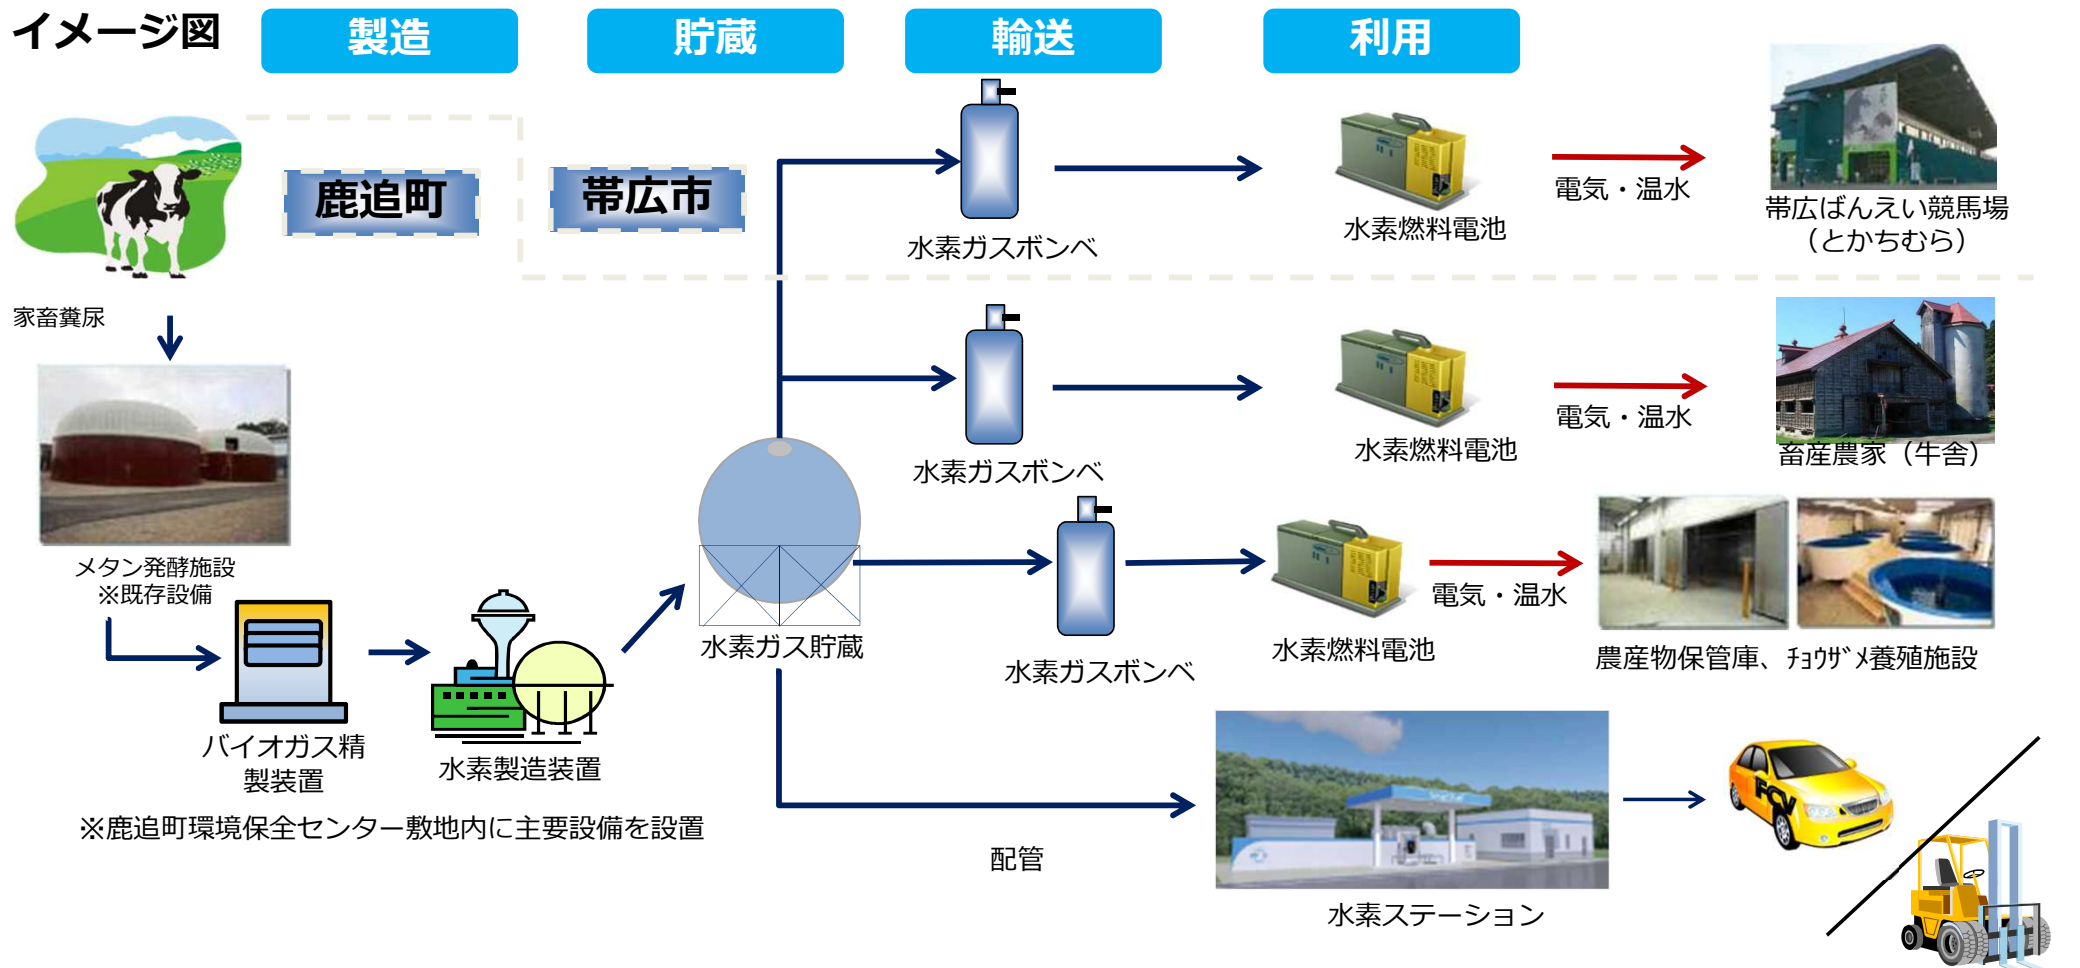 イメージ図
製造
貯蔵
輸送
利用
鹿追町
帯広市
水素ガスボンベ
水素燃料電池
電気・温水
帯広ばんえい競馬場
（とかちむら）
家畜糞尿
水素ガスボンベ
水素燃料電池
電気・温水
畜産農家（牛舎）
メタン発酵施設
※既存設備
水素ガス貯蔵
水素ガスボンベ
水素燃料電池
電気・温水
農産物保管庫、ﾁｮｳｻﾞﾒ養殖施設
バイオガス精
製装置
水素製造装置
※鹿追町環境保全センター敷地内に主要設備を設置
配管
水素ステーション
FCV